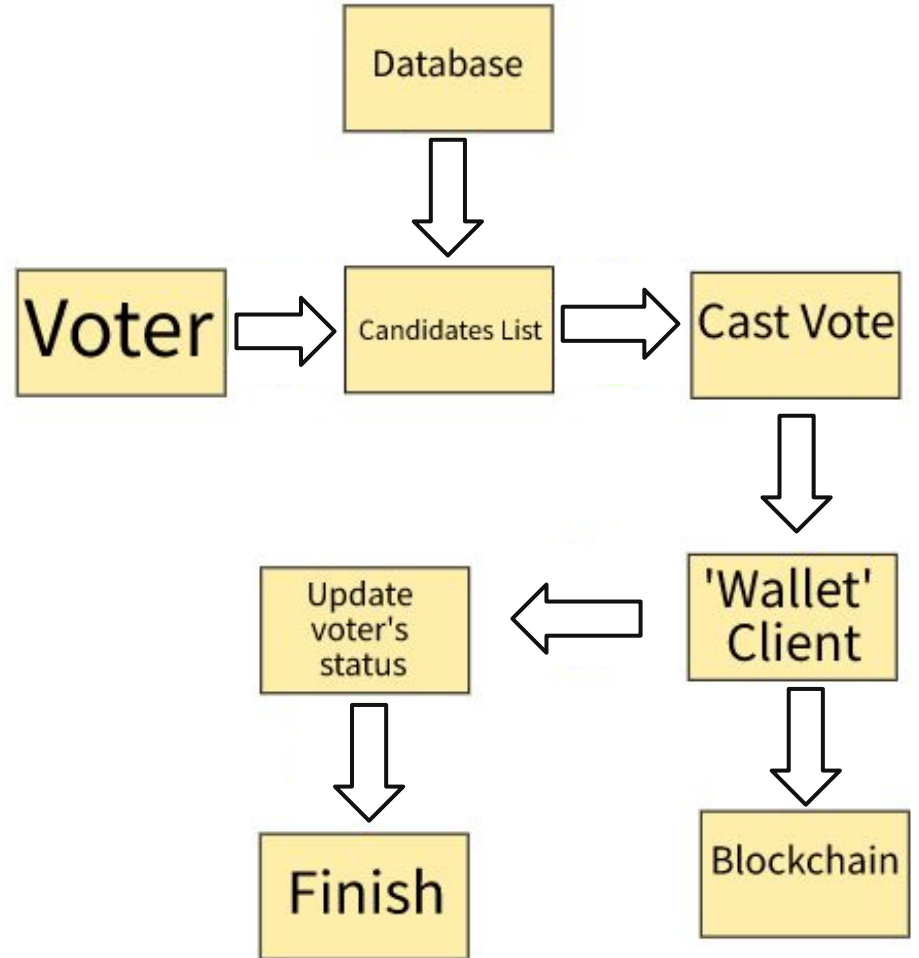 Database
Voter
Candidates List
Cast Vote
Update
voter's
status
'Wallet'
Client
Finish
Blockchain